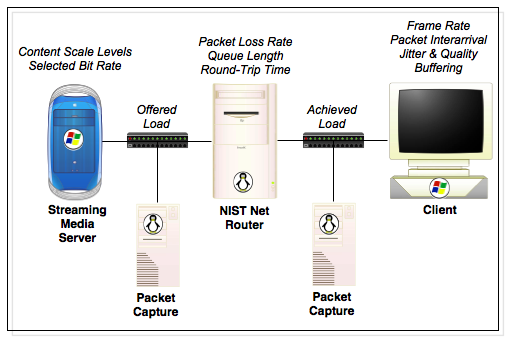 Content Scale Levels
Selected Bit Rate
Packet Loss Rate
Queue Length
Round-Trip Time
Frame Rate
Packet Interarrival
Jitter & Quality
Buffering
Offered
Load
Achieved
Load
Streaming
Media
Server
NIST Net
Router
Client
Packet
Capture
Packet
Capture